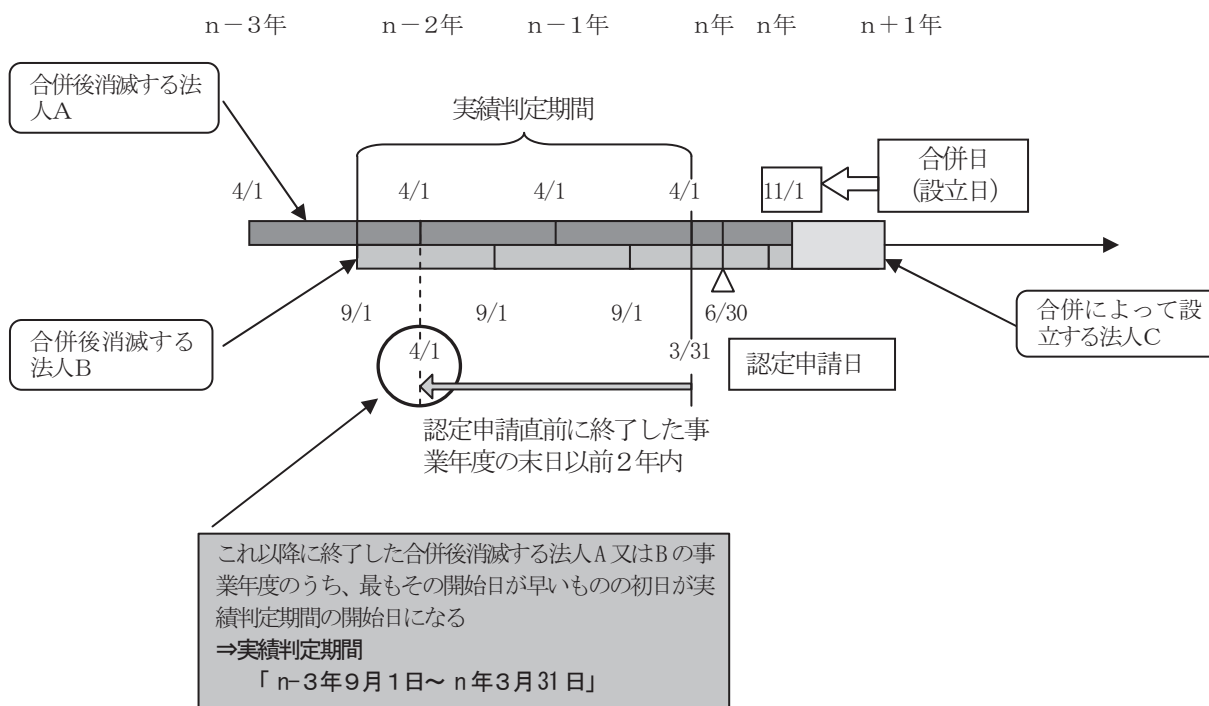 n-3年 n-2年 n-1年 n年 n年 n+1年
合併後消滅する法
人A
実績判定期間
合併日
(設立日)
4/1 4/1 4/1 4/1 11/1
9/1 9/1 9/1 6/30
合併後消滅する
法人B
合併によって設
立する法人C
4/1 3/31
認定申請日
認定申請直前に終了した事
業年度の末日以前2年内
これ以降に終了した合併後消滅する法人A又はBの事
業年度のうち、最もその開始日が早いものの初日が実
績判定期間の開始日になる
⇒実績判定期間
「n-3年9月1日~n年3月31日」